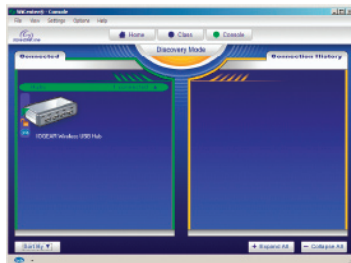 WiCenter® - Console
File View Settings Options Help
Home Class Console
Discovery Mode
Connected
Connection History
IOGEAR Wireless USB Hub
Sort By ▼
+ Expand All - Collapse All